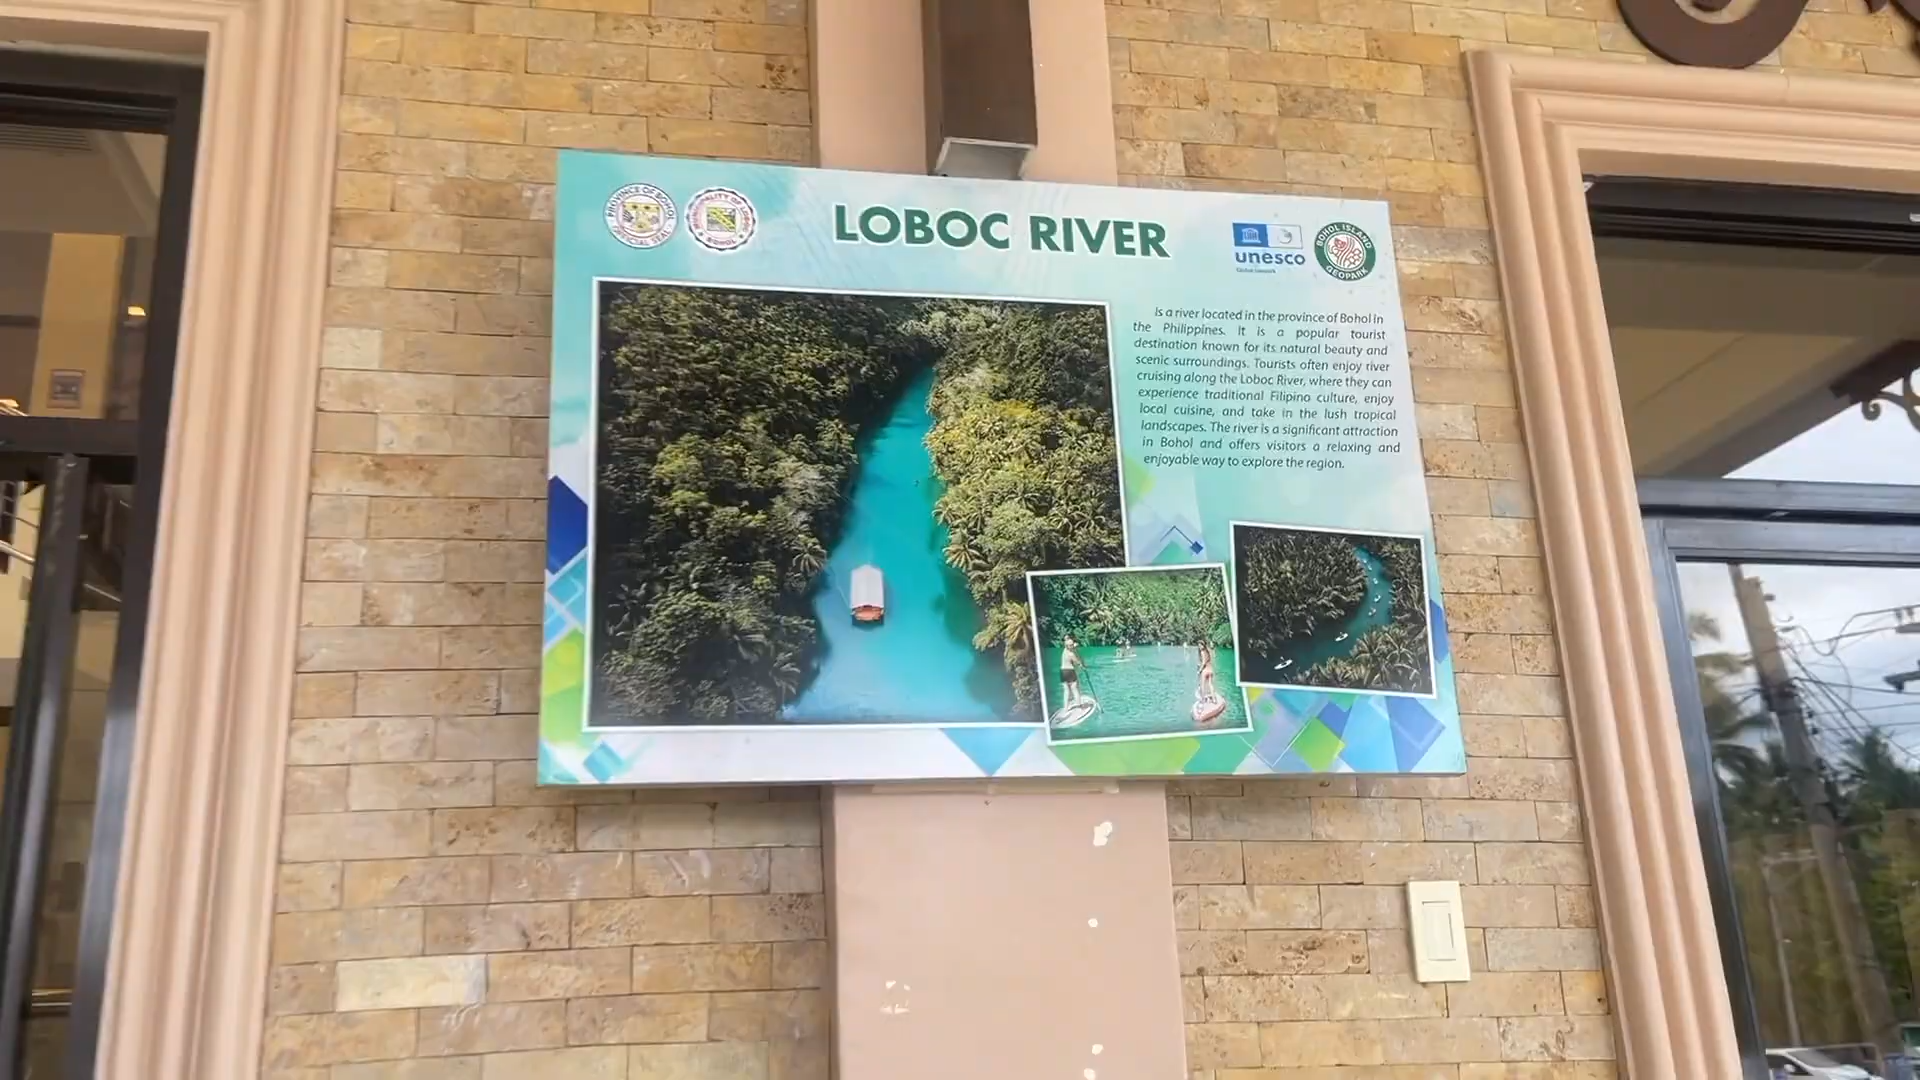 PROVINCE OF BOHOL
OFFICIAL SEAL
BOHOL
LOBOC RIVER
unesco
Global Geopark
BOHOL ISLAND
GEOPARK
Is a river located in the province of Bohol in
the Philippines. It is a popular tourist
destination known for its natural beauty and
scenic surroundings. Tourists often enjoy river
cruising along the Loboc River, where they can
experience traditional Filipino culture, enjoy
local cuisine, and take in the lush tropical
landscapes. The river is a significant attraction
in Bohol and offers visitors a relaxing and
enjoyable way to explore the region.